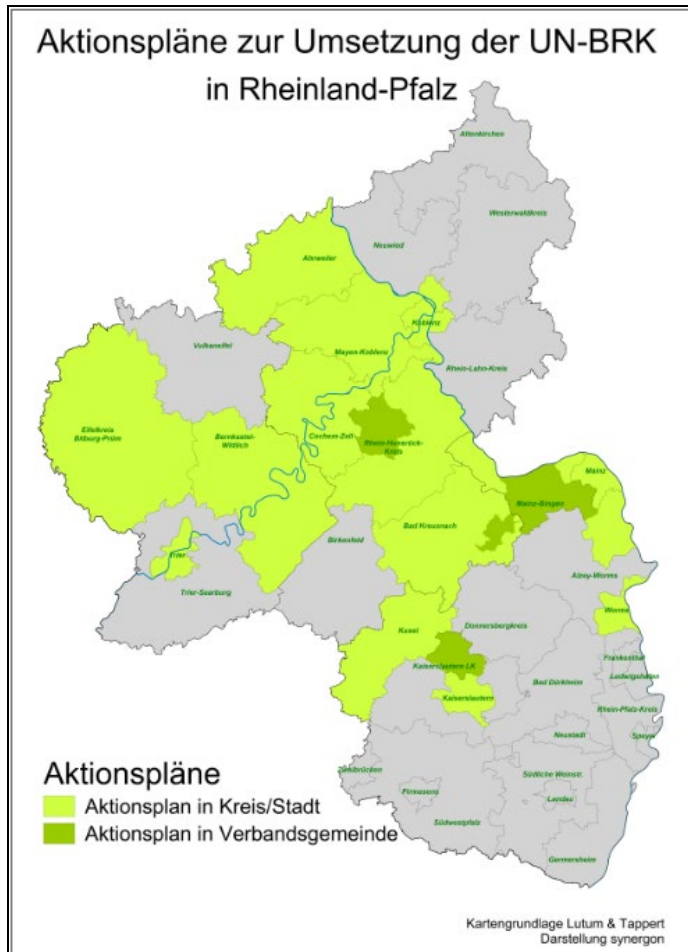 Aktionspläne zur Umsetzung der UN-BRK
in Rheinland-Pfalz
Altenkirchen
Westerwaldkreis
Neuwied
Ahrweiler
Koblenz
Vulkaneifel
Mayen-Koblenz
Rhein-Lahn-Kreis
Eifelkreis
Bitburg-Prüm
Bernkastel-
Wittlich
Cochem-Zell
Rhein-Hunsrück-
Kreis
Mainz
Mainz-Bingen
Bad Kreuznach
Birkenfeld
Trier
Trier-Saarburg
Alzey-Worms
Worms
Kusel
Donnersbergkreis
Kaiserslautern LK
Frankenthal
Ludwigshafen
Bad Dürkheim
Kaiserslautern
Rhein-Pfalz-Kreis
Neustadt
Speyer
Zweibrücken
Pirmasens
Südliche Weinstr.
Landau
Südwestpfalz
Germersheim
Aktionspläne
Aktionsplan in Kreis/Stadt
Aktionsplan in Verbandsgemeinde
Kartengrundlage Lutum & Tappert
Darstellung synergon